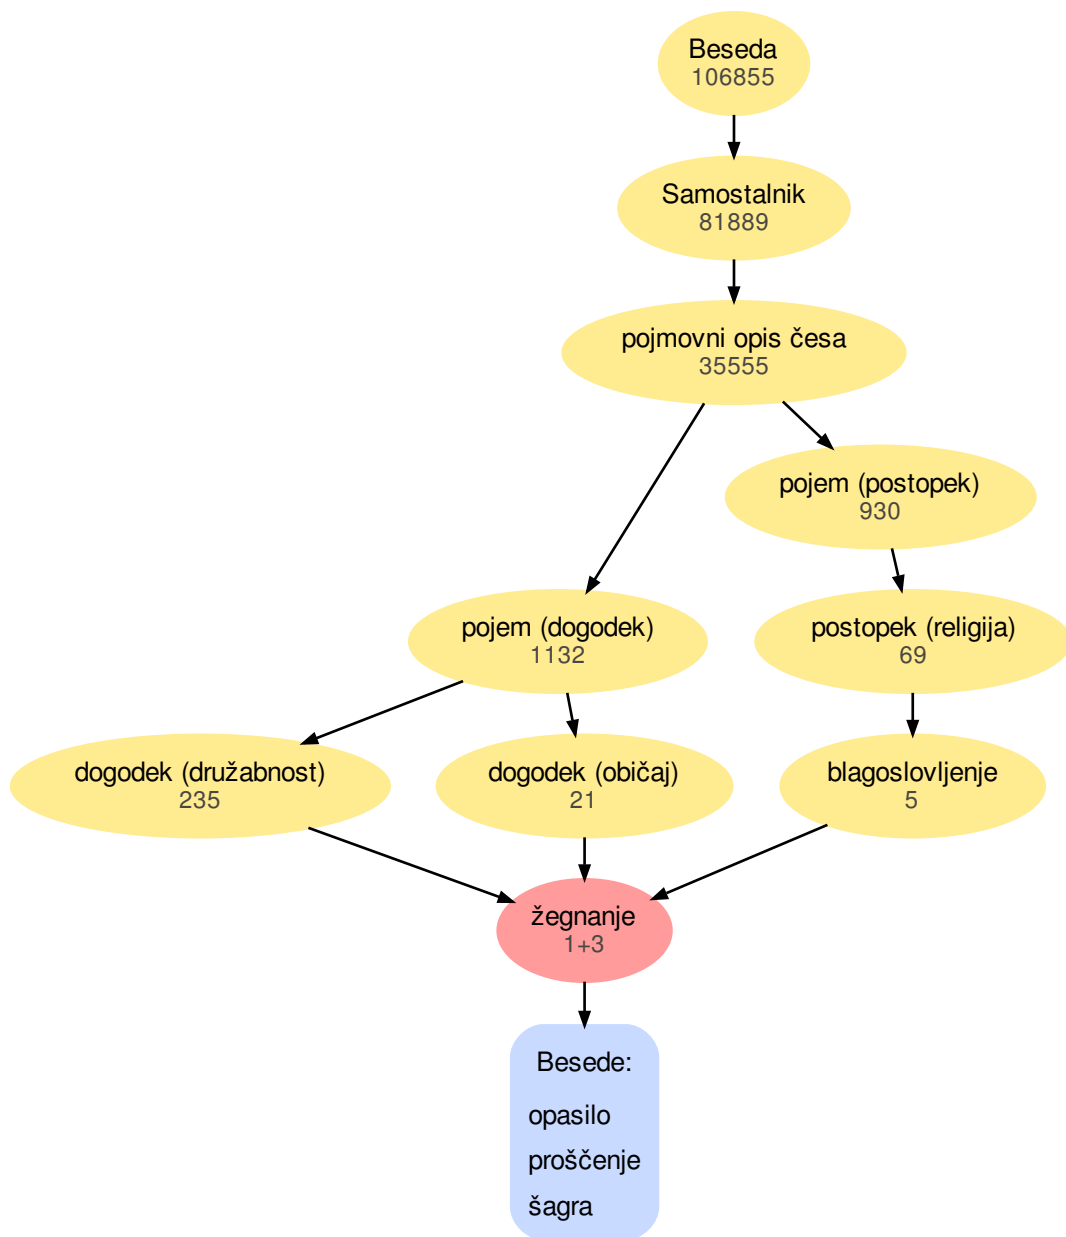 Beseda
106855
Samostalnik
81889
pojmovni opis česa
35555
pojem (postopek)
930
pojem (dogodek)
1132
postopek (religija)
69
dogodek (družabnost)
235
dogodek (običaj)
21
blagoslovljenje
5
žegnanje
1+3
Besede:
opasilo
proščenje
šagra